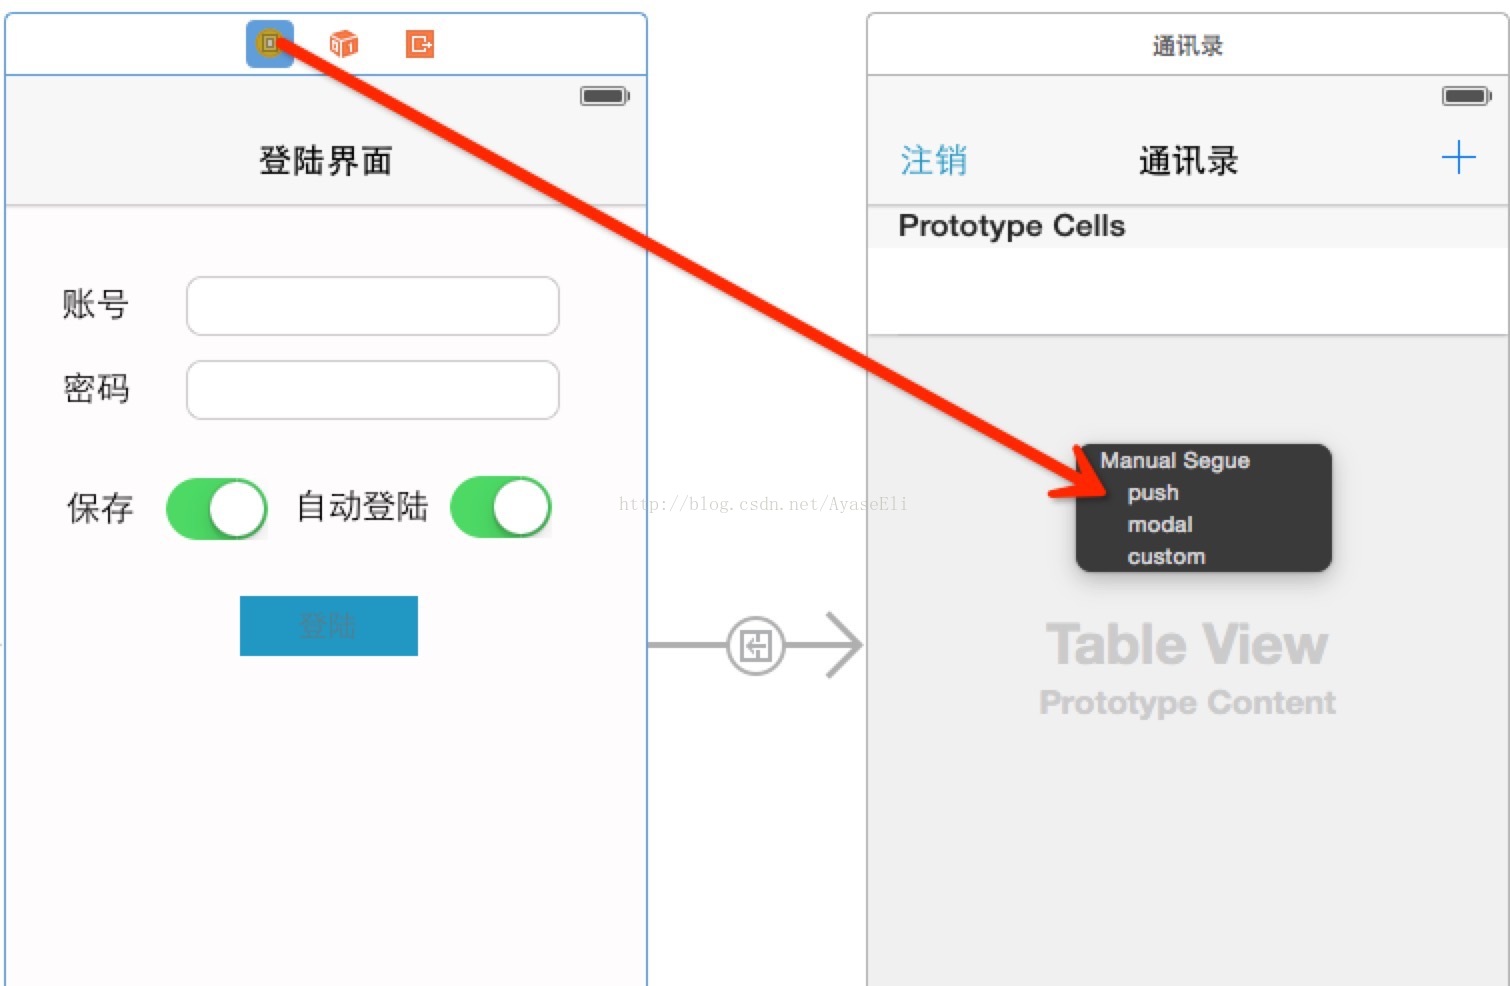 通讯录
登陆界面
注销 通讯录
Prototype Cells
账号
密码
保存 自动登陆
登陆
http://blog.csdn.net/AyaseEli
Manual Segue
push
modal
custom
Table View
Prototype Content